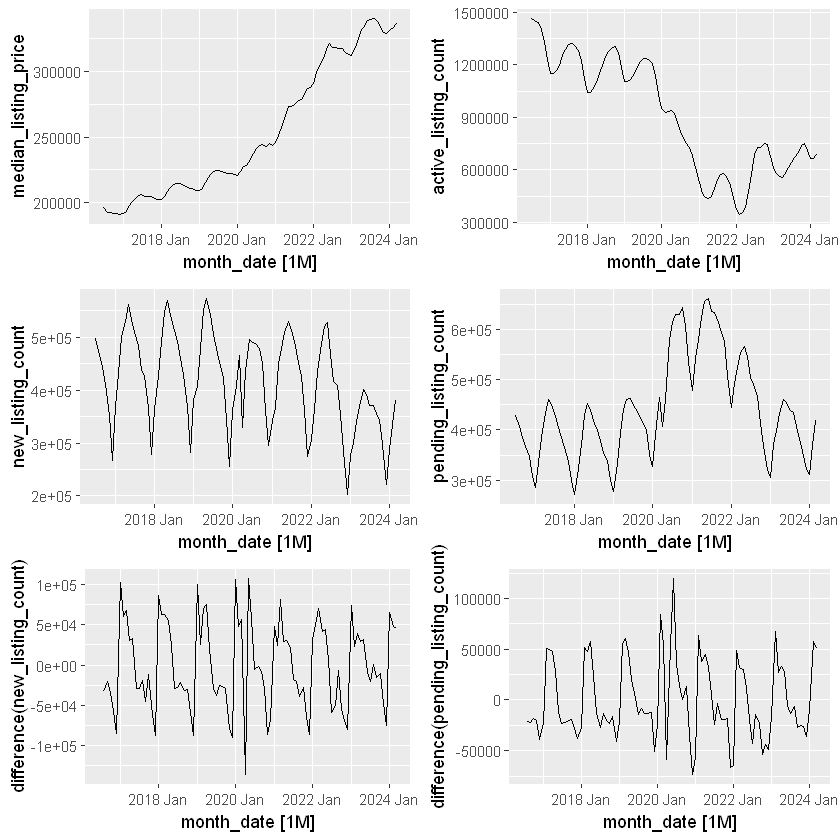 median_listing_price
300000
250000
200000
2018 Jan 2020 Jan 2022 Jan 2024 Jan
month_date [1M]
active_listing_count
1500000
1200000
900000
600000
300000
2018 Jan 2020 Jan 2022 Jan 2024 Jan
month_date [1M]
new_listing_count
5e+05
4e+05
3e+05
2e+05
2018 Jan 2020 Jan 2022 Jan 2024 Jan
month_date [1M]
pending_listing_count
6e+05
5e+05
4e+05
3e+05
2018 Jan 2020 Jan 2022 Jan 2024 Jan
month_date [1M]
difference(new_listing_count)
1e+05
5e+04
0e+00
-5e+04
-1e+05
2018 Jan 2020 Jan 2022 Jan 2024 Jan
month_date [1M]
difference(pending_listing_count)
100000
50000
0
-50000
2018 Jan 2020 Jan 2022 Jan 2024 Jan
month_date [1M]